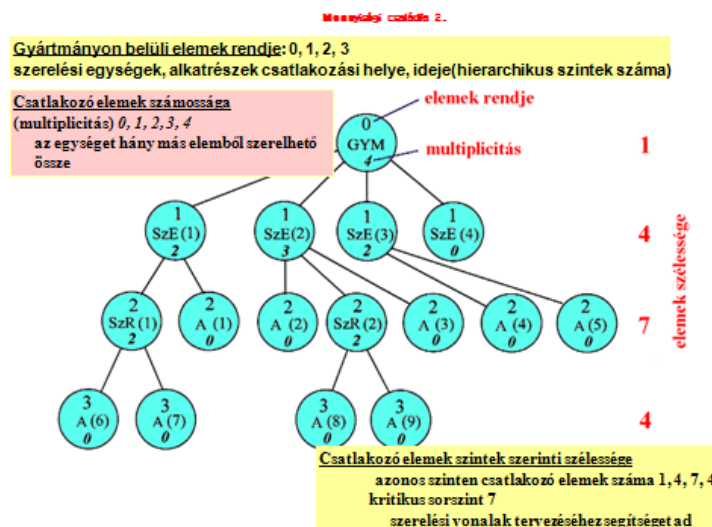 Mennyiségi családfa 2.
Gyártmányon belüli elemek rendje: 0, 1, 2, 3
szerelési egységek, alkatrészek csatlakozási helye, ideje(hierarchikus szintek száma)
Csatlakozó elemek számossága
(multiplicitás) 0, 1, 2, 3, 4
az egységet hány más elemből szerelhető
össze
elemek rendje
multiplicitás
0
GYM
4
1
1
SzE (1)
2
1
SzE(2)
3
1
SzE(3)
2
1
SzE (4)
0
4
2
SzR(1)
2
2
A (1)
0
2
A (2)
0
2
SzR(2)
2
2
A (3)
0
2
A (4)
0
2
A (5)
0
7
3
A (6)
0
3
A (7)
0
3
A (8)
0
3
A (9)
0
4
elemek szélessége
Csatlakozó elemek szintek szerinti szélessége
azonos szinten csatlakozó elemek száma 1, 4, 7, 4
kritikus sorszint 7
szerelési vonalak tervezéséhez segítséget ad